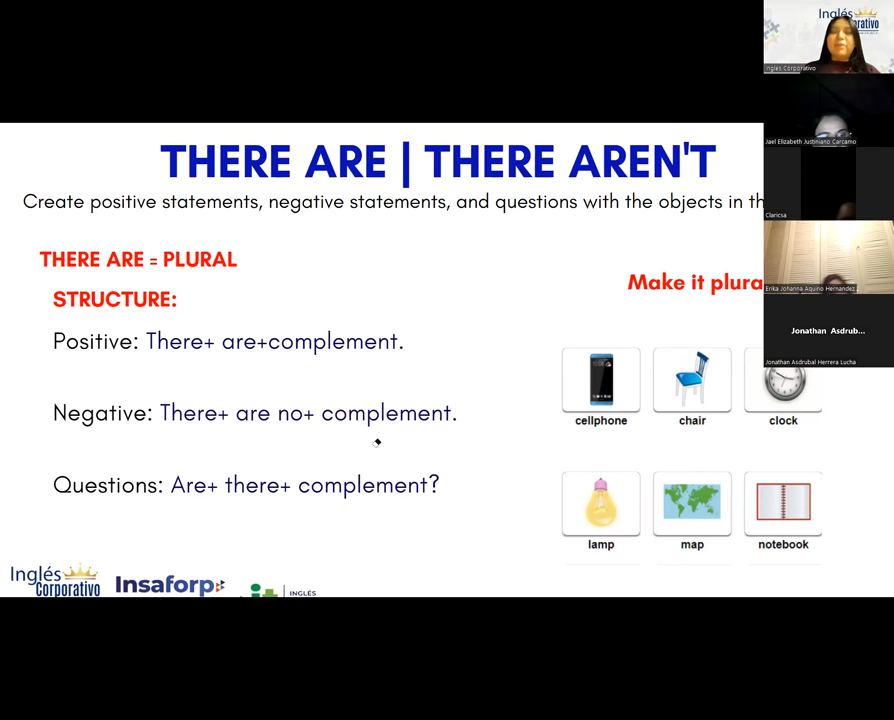 THERE ARE | THERE AREN'T
Create positive statements, negative statements, and questions with the objects in th
THERE ARE = PLURAL
STRUCTURE:
Positive: There+ are+complement.
Negative: There+ are no+ complement.
Questions: Are+ there+ complement?
Make it plura
cellphone
chair
clock
lamp
map
notebook
Inglés
Corporativo
Insaforp
INGLÉS
Inglés
Inglés Corporativo
Jael Elizabeth Justiniano Carcamo
Claricsa
Erika Johanna Aquino Hernandez
Jonathan Asdrub...
Jonathan Asdrubal Herrera Lucha